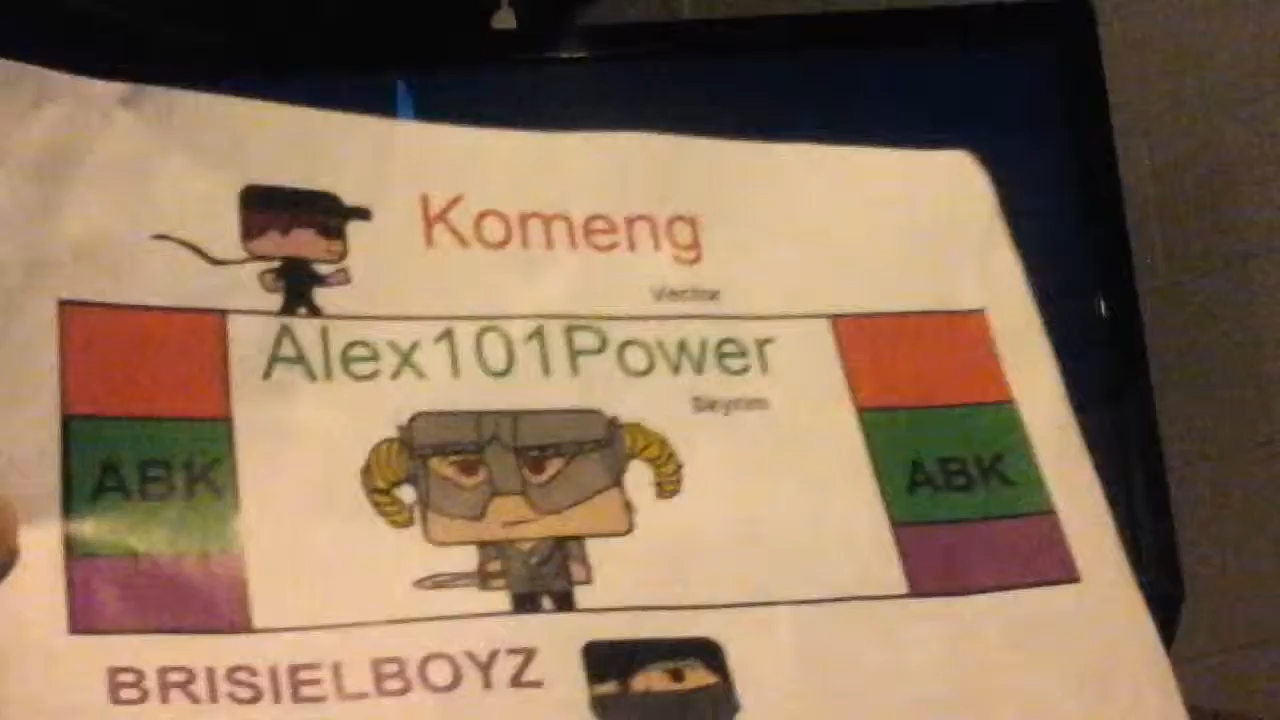 Komeng
Vector
Alex101Power
Skyrim
ABK
ABK
BRISIELBOYZ